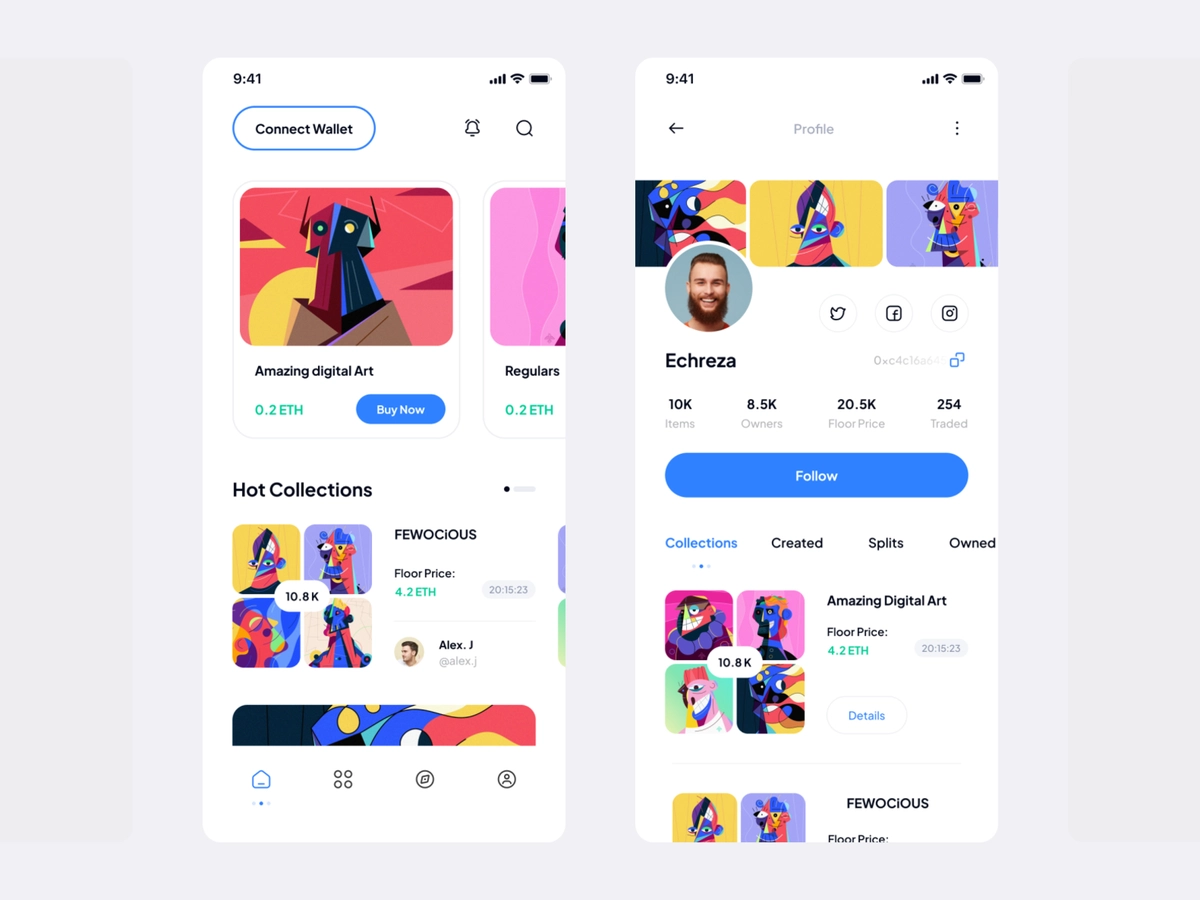 9:41
Connect Wallet
Amazing digital Art
0.2 ETH
Buy Now
Regulars
0.2 ETH
Hot Collections
10.8 K
FEWOCiOUS
Floor Price:
4.2 ETH
20:15:23
Alex. J
@alex.j
9:41
Profile
Echreza
0xc4c16a64
10K
Items
8.5K
Owners
20.5K
Floor Price
254
Traded
Follow
Collections
Created
Splits
Owned
10.8 K
Amazing Digital Art
Floor Price:
4.2 ETH
20:15:23
Details
FEWOCiOUS
Floor Price: